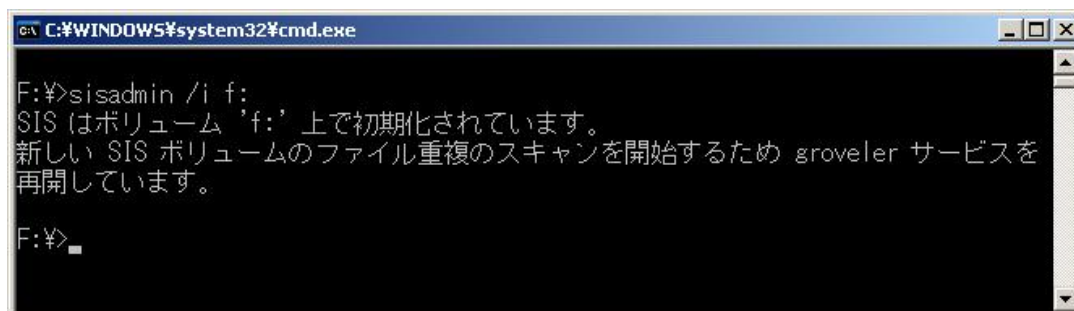 C:¥WINDOWS¥system32¥cmd.exe
F:¥>sisadmin /i f:
SIS はボリューム 'f:' 上で初期化されています。
新しい SIS ボリュームのファイル重複のスキャンを開始するため groveler サービスを
再開しています。
F:¥>